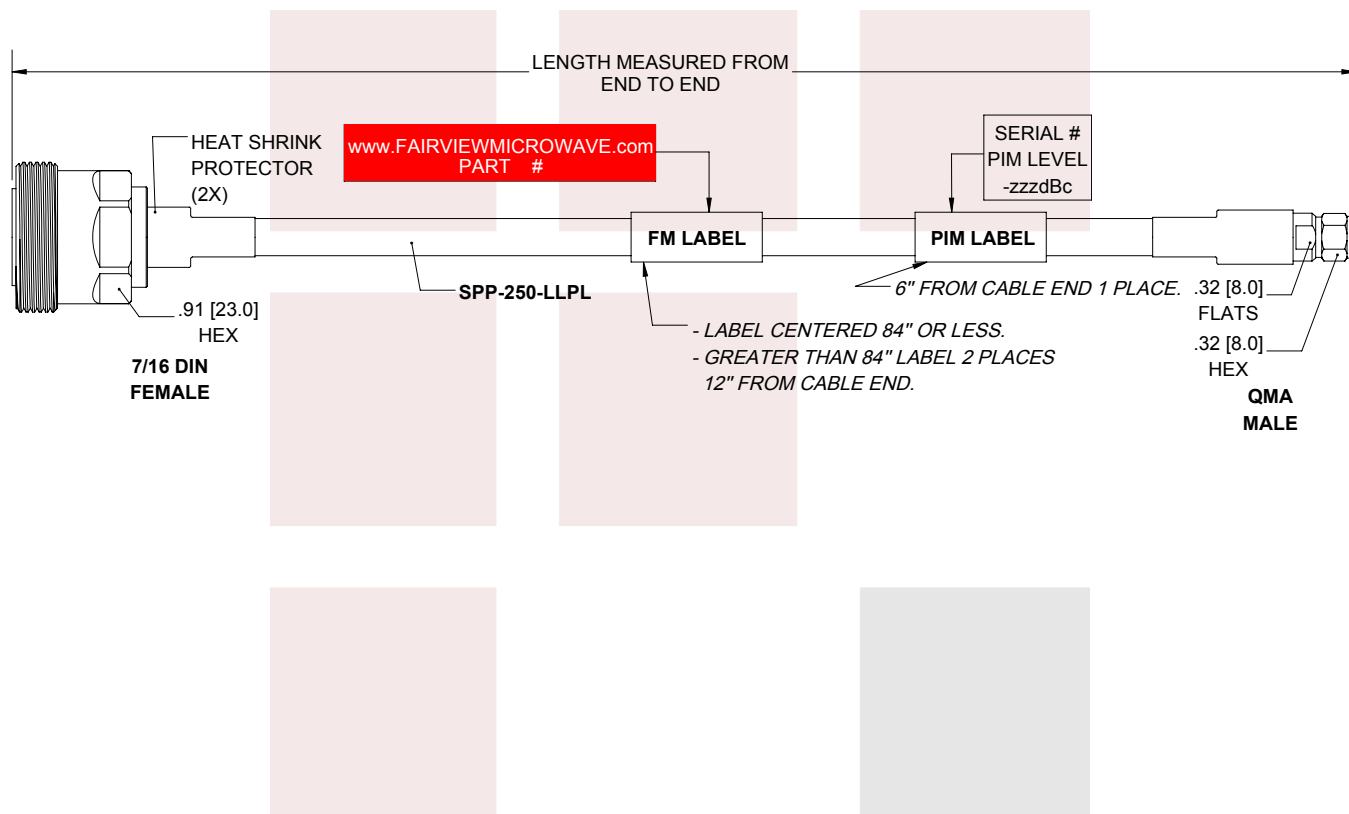 LENGTH MEASURED FROM
END TO END
HEAT SHRINK
PROTECTOR
(2X)
www.FAIRVIEWMICROWAVE.com
PART #
SERIAL #
PIM LEVEL
-zzzdBc
FM LABEL
PIM LABEL
SPP-250-LLPL
6" FROM CABLE END 1 PLACE.
.32 [8.0]
FLATS
.91 [23.0]
HEX
- LABEL CENTERED 84" OR LESS.
- GREATER THAN 84" LABEL 2 PLACES
12" FROM CABLE END.
.32 [8.0]
HEX
7/16 DIN
FEMALE
QMA
MALE